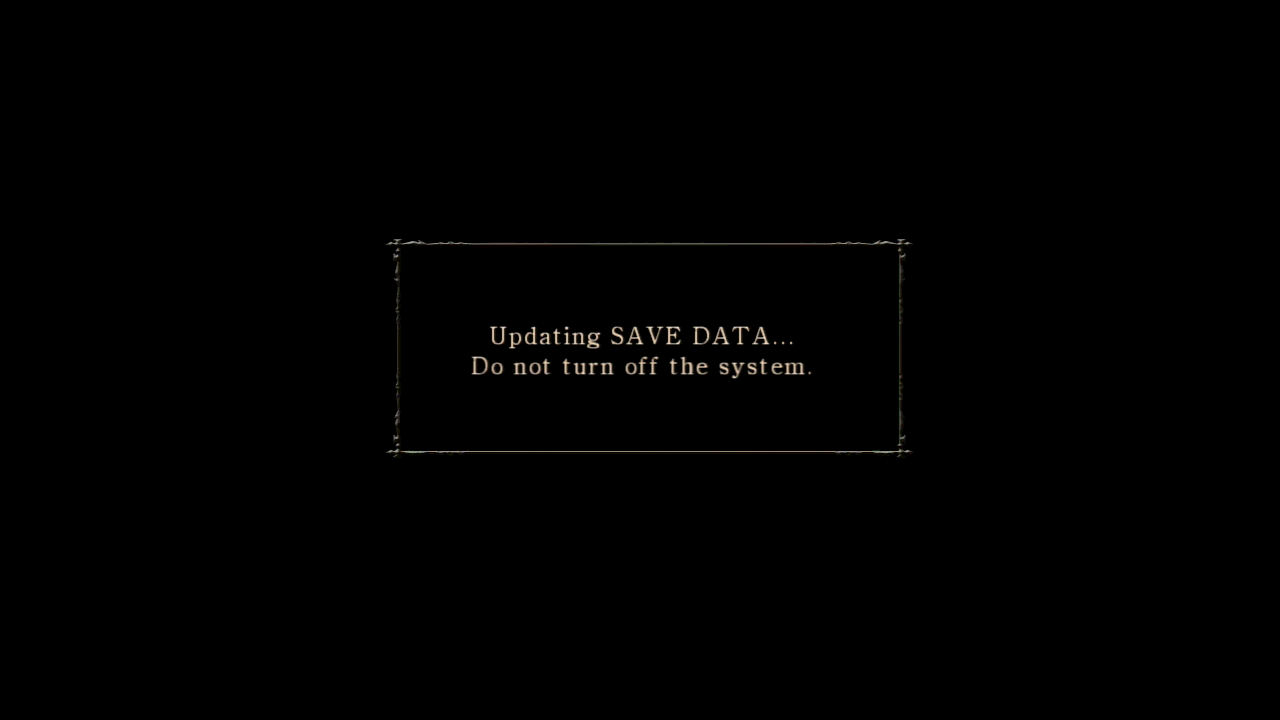 Updating SAVE DATA...
Do not turn off the system.